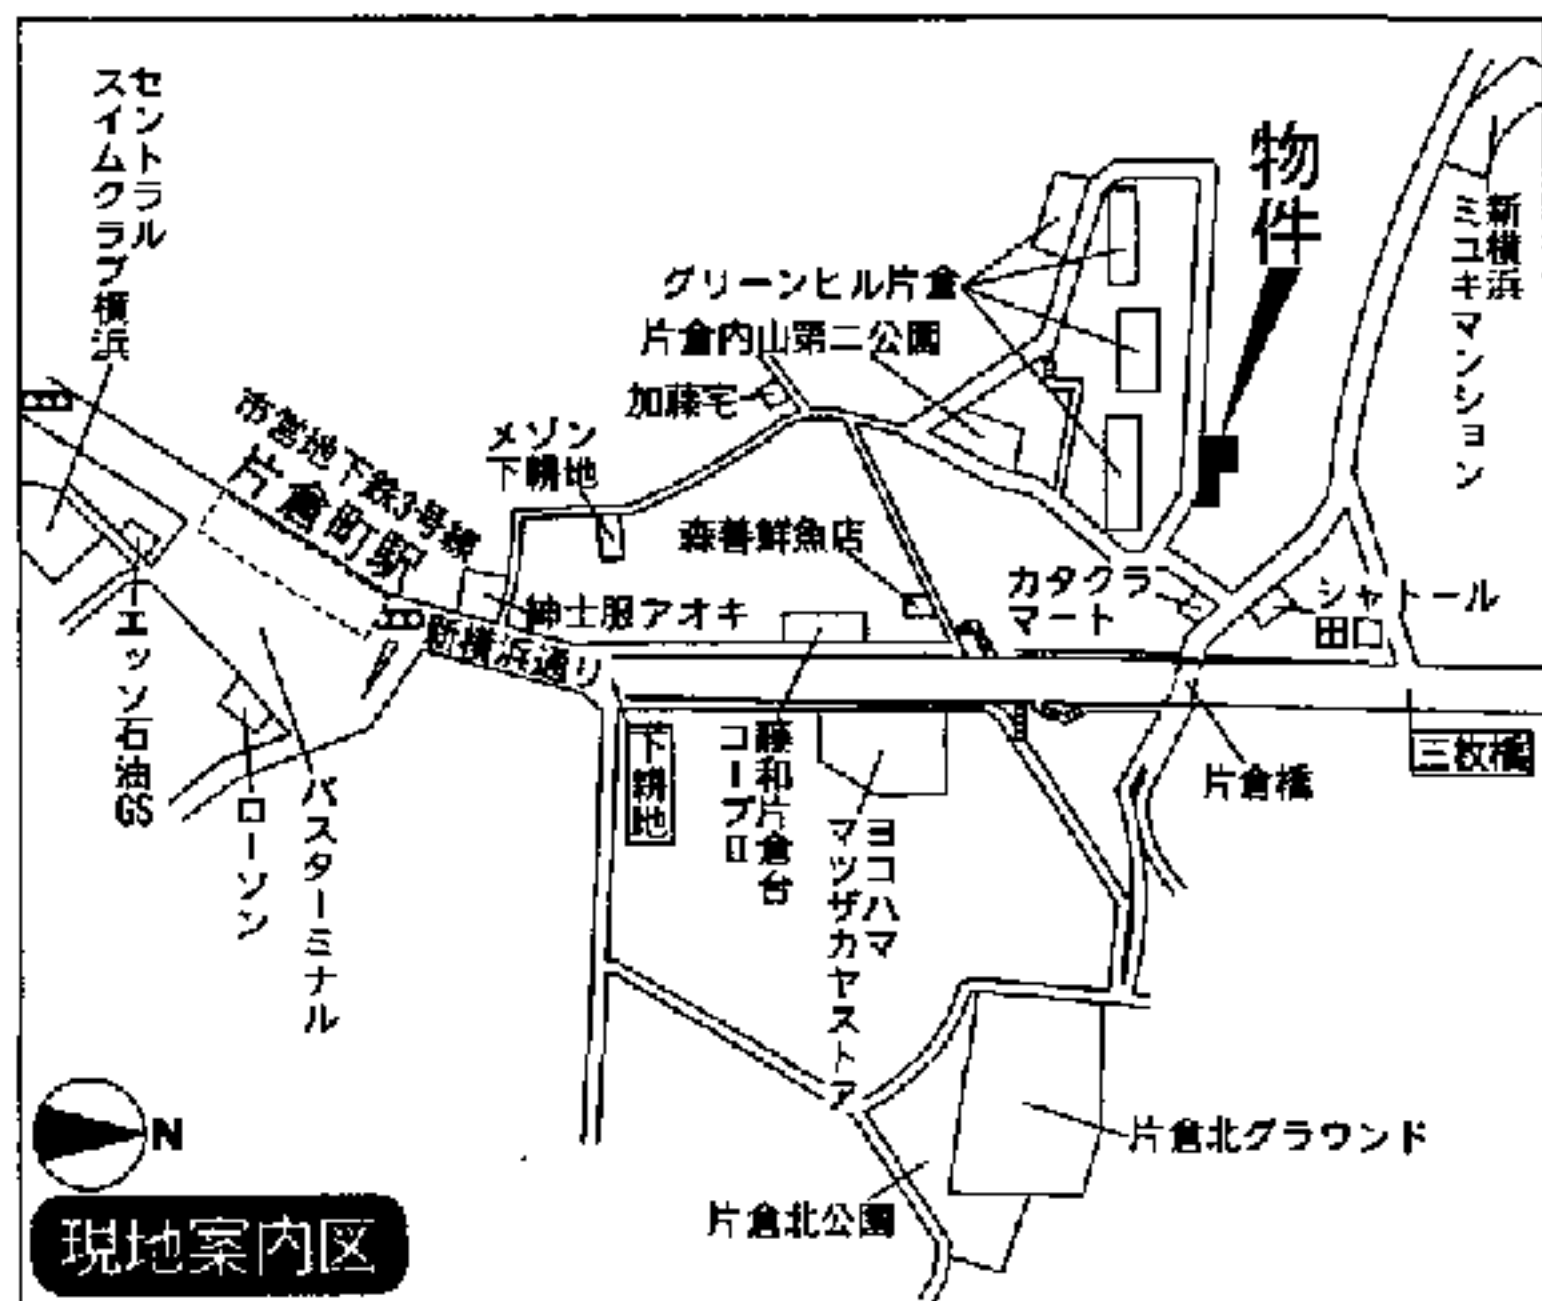 セントラル
スイムクラブ横浜
物件
新横浜
ミユキマンション
グリーンヒル片倉
片倉内山第二公園
加藤宅
市営地下鉄3号線
片倉町駅
メゾン
下耕地
森善鮮魚店
カタクラ
マート
シャトール
田口
紳士服アオキ
新横浜通り
エッソ石油GS
ローソン
バスターミナル
下耕地
藤和片倉台
コープⅡ
ヨコハマ
マツザカヤストア
片倉橋
三枚橋
N
片倉北グラウンド
片倉北公園
現地案内区